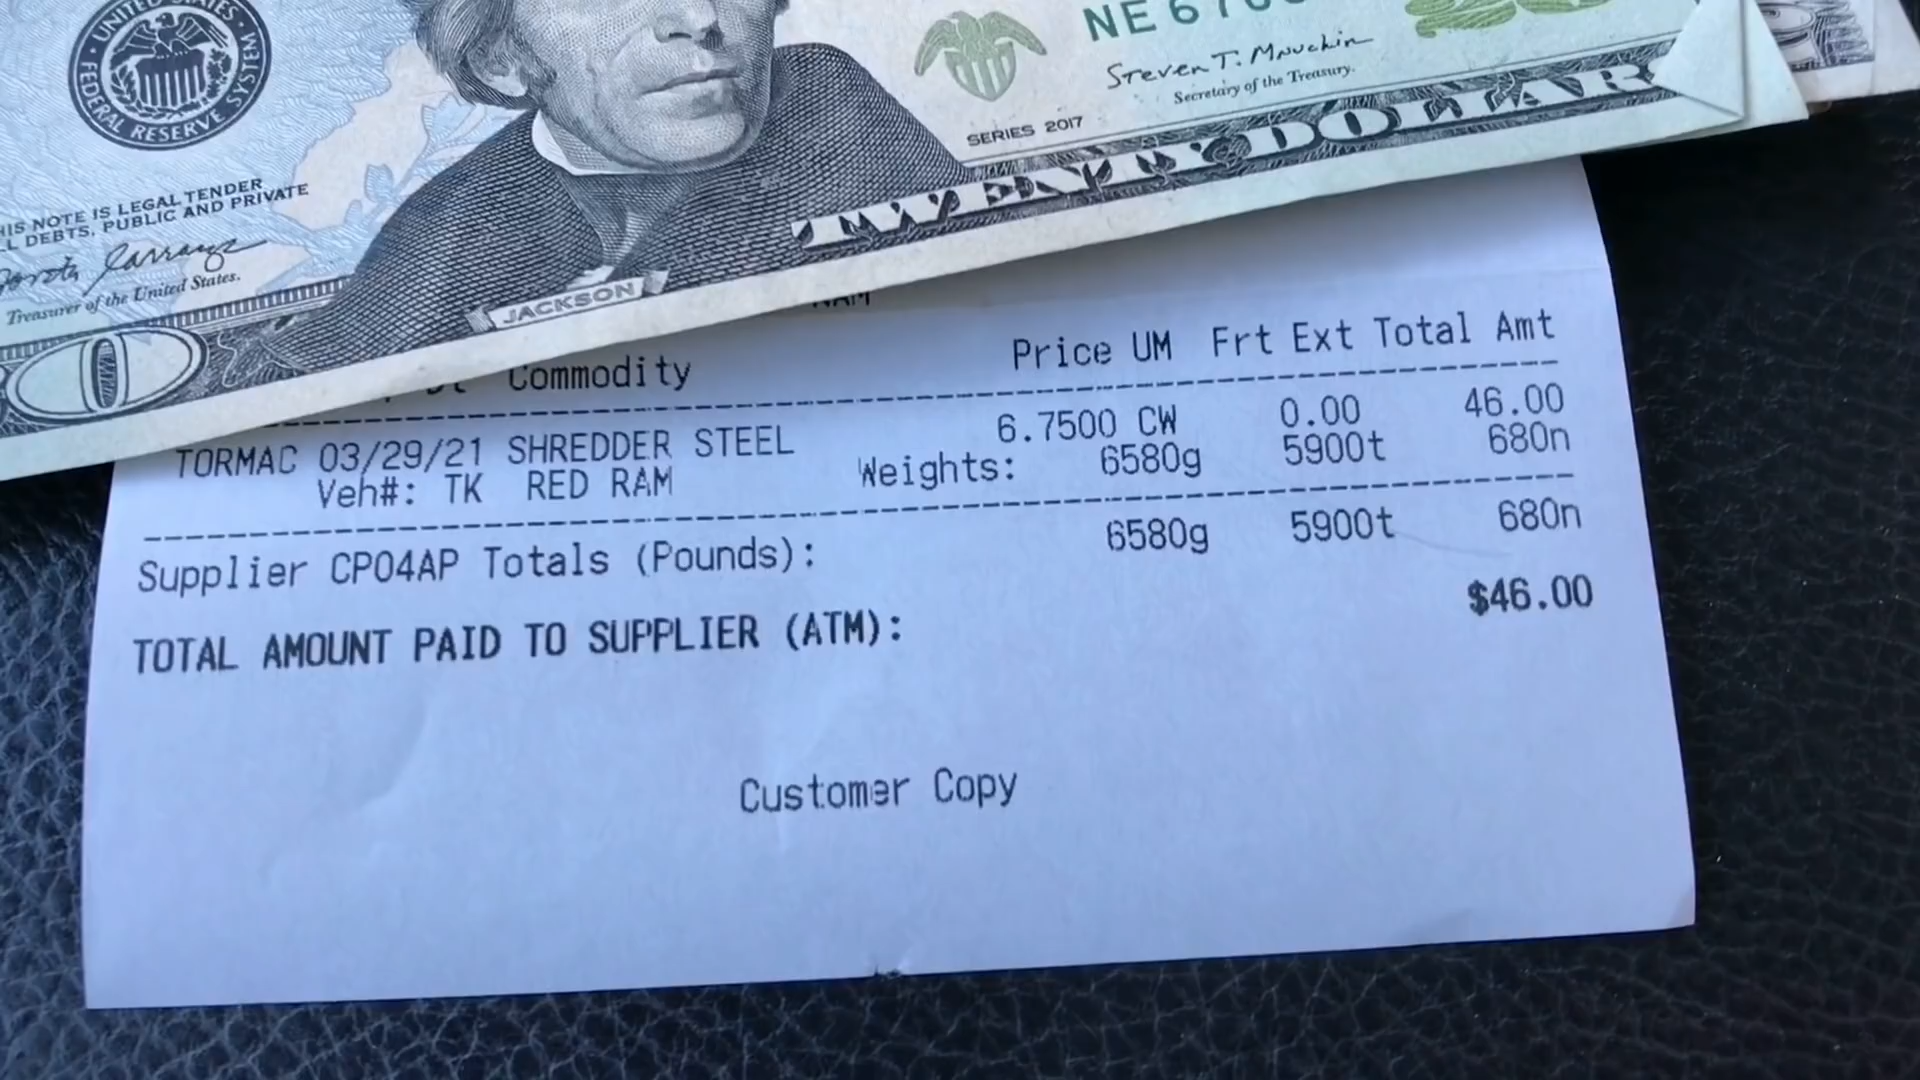 UNITED STATES
FEDERAL RESERVE SYSTEM
NE
Steven T. Mnuchin
Secretary of the Treasury.
SERIES 2017
THIS NOTE IS LEGAL TENDER
ALL DEBTS, PUBLIC AND PRIVATE
Treasurer of the United States.
TWENTY DOLLARS
JACKSON
Commodity Price UM Frt Ext Total Amt
TORMAC 03/29/21 SHREDDER STEEL 6.7500 CW 0.00 46.00
Veh#: TK RED RAM Weights: 6580g 5900t 680n
Supplier CP04AP Totals (Pounds): 6580g 5900t 680n
TOTAL AMOUNT PAID TO SUPPLIER (ATM): $46.00
Customer Copy